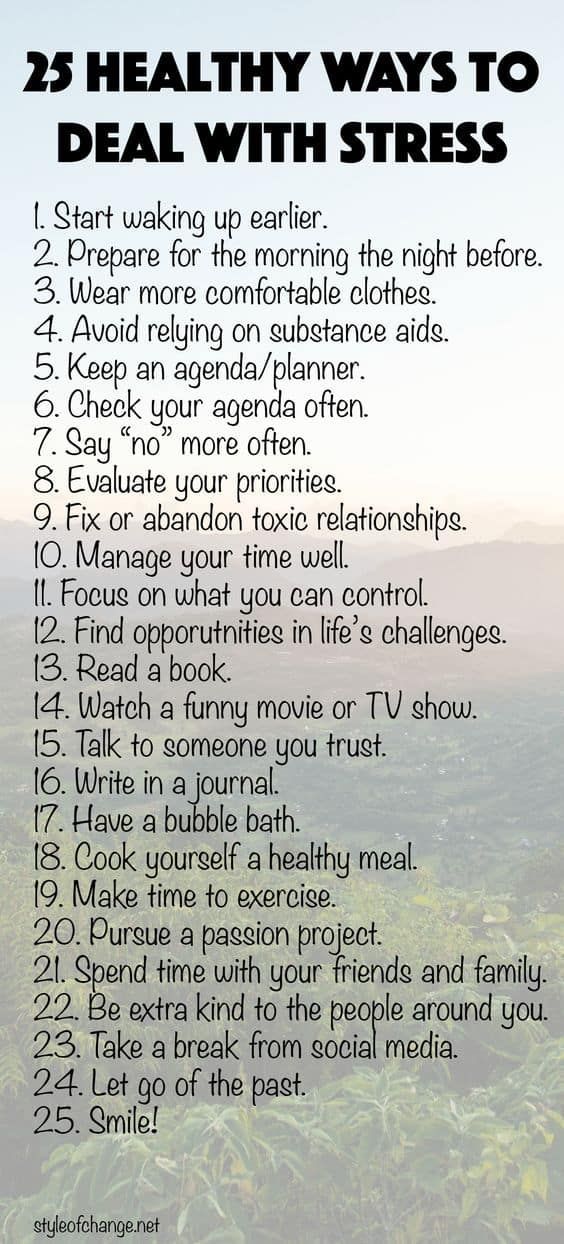 25 HEALTHY WAYS TO
DEAL WITH STRESS
1. Start waking up earlier.
2. Prepare for the morning the night before.
3. Wear more comfortable clothes.
4. Avoid relying on substance aids.
5. Keep an agenda/planner.
6. Check your agenda often.
7. Say “no” more often.
8. Evaluate your priorities.
9. Fix or abandon toxic relationships.
10. Manage your time well.
11. Focus on what you can control.
12. Find opporutnities in life’s challenges.
13. Read a book.
14. Watch a funny movie or TV show.
15. Talk to someone you trust.
16. Write in a journal.
17. Have a bubble bath.
18. Cook yourself a healthy meal.
19. Make time to exercise.
20. Pursue a passion project.
21. Spend time with your friends and family.
22. Be extra kind to the people around you.
23. Take a break from social media.
24. Let go of the past.
25. Smile!
styleofchange.net